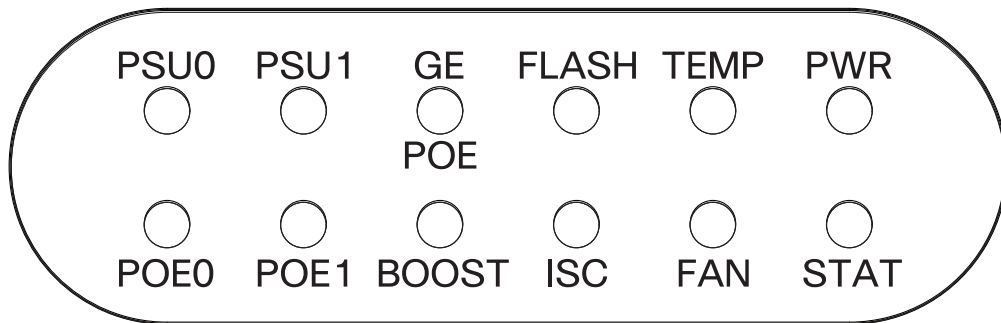 PSU0 PSU1 GE FLASH TEMP PWR
POE
POE0 POE1 BOOST ISC FAN STAT